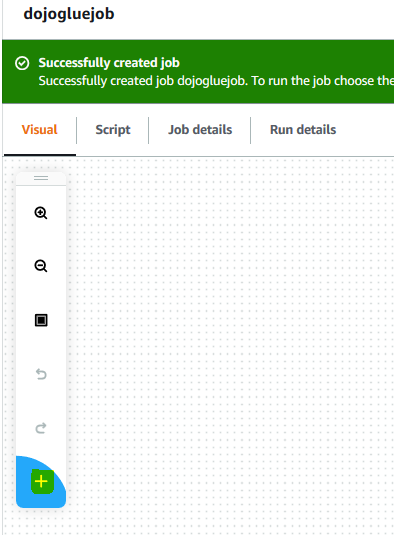 dojogluejob
Successfully created job
Successfully created job dojogluejob. To run the job choose the
Visual
Script
Job details
Run details